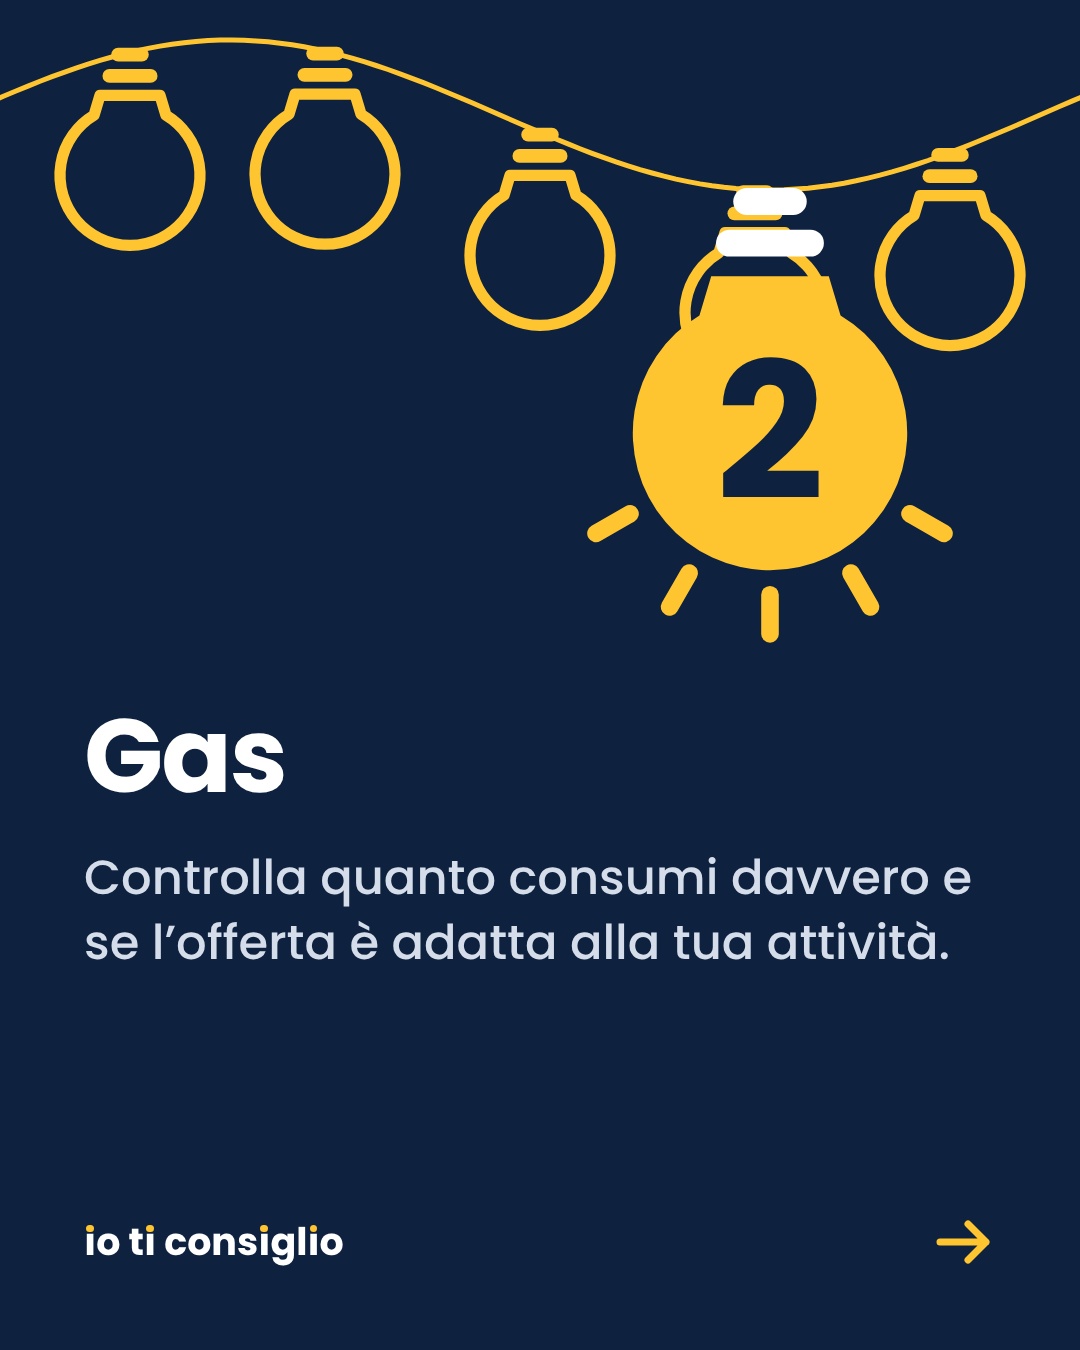 2
Gas
Controlla quanto consumi davvero e
se l’offerta è adatta alla tua attività.
io ti consiglio